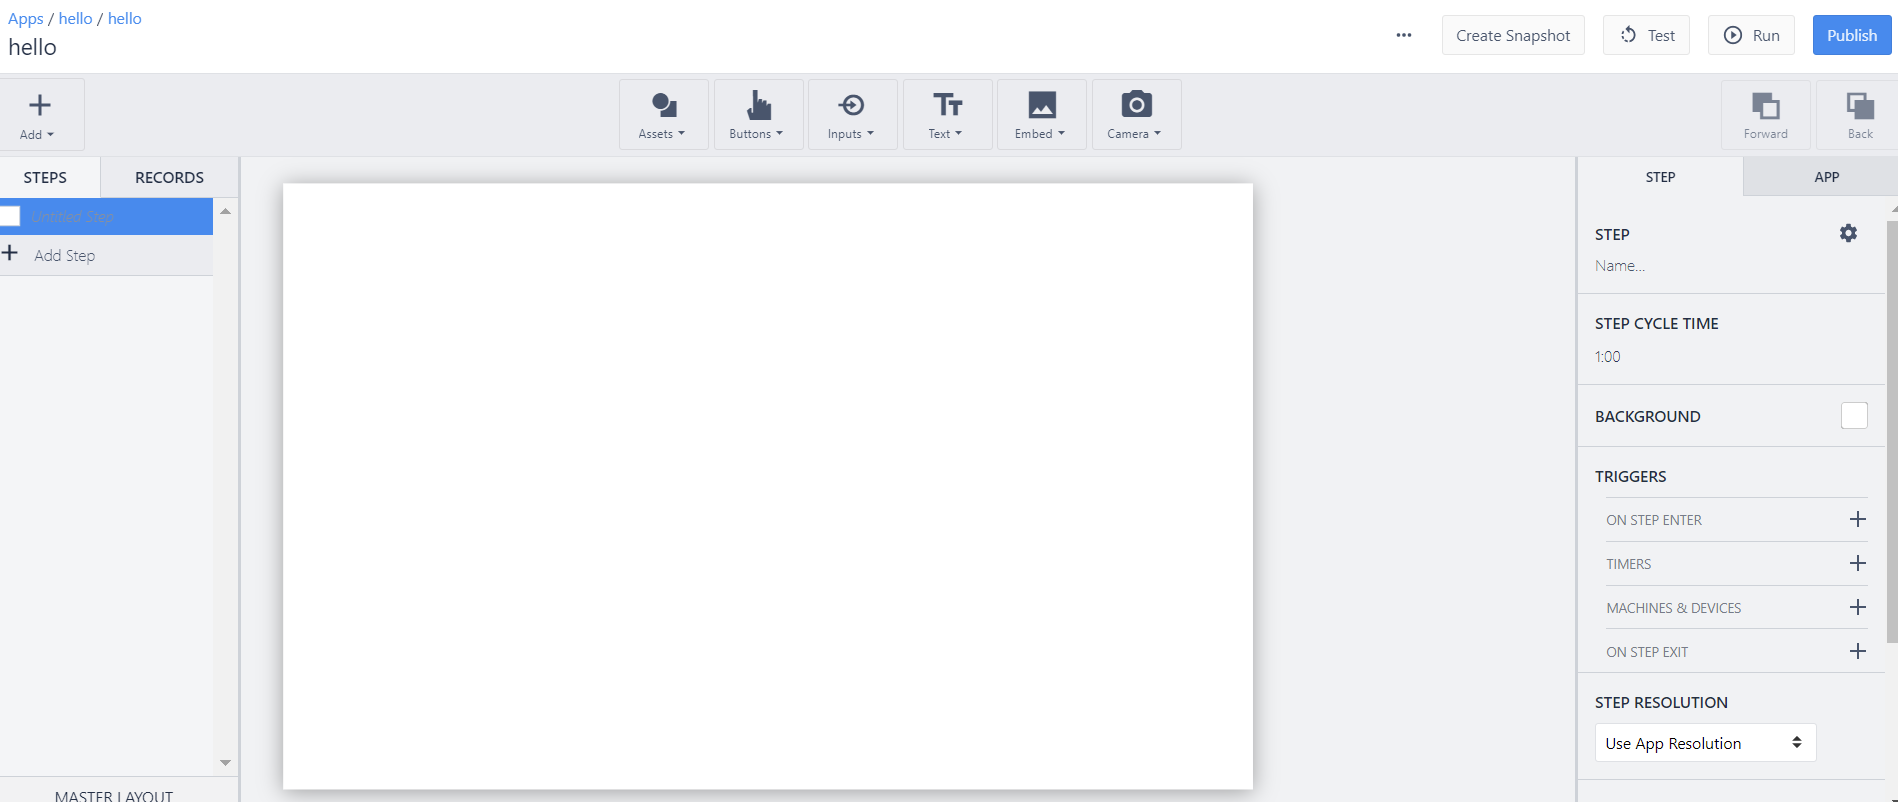 Apps / hello / hello
hello
Create Snapshot
Test
Run
Publish
Add
Assets
Buttons
Inputs
Text
Embed
Camera
Forward
Back
STEPS
RECORDS
Untitled Step
Add Step
MASTER LAYOUT
STEP
APP
STEP
Name...
STEP CYCLE TIME
1:00
BACKGROUND
TRIGGERS
ON STEP ENTER
TIMERS
MACHINES & DEVICES
ON STEP EXIT
STEP RESOLUTION
Use App Resolution